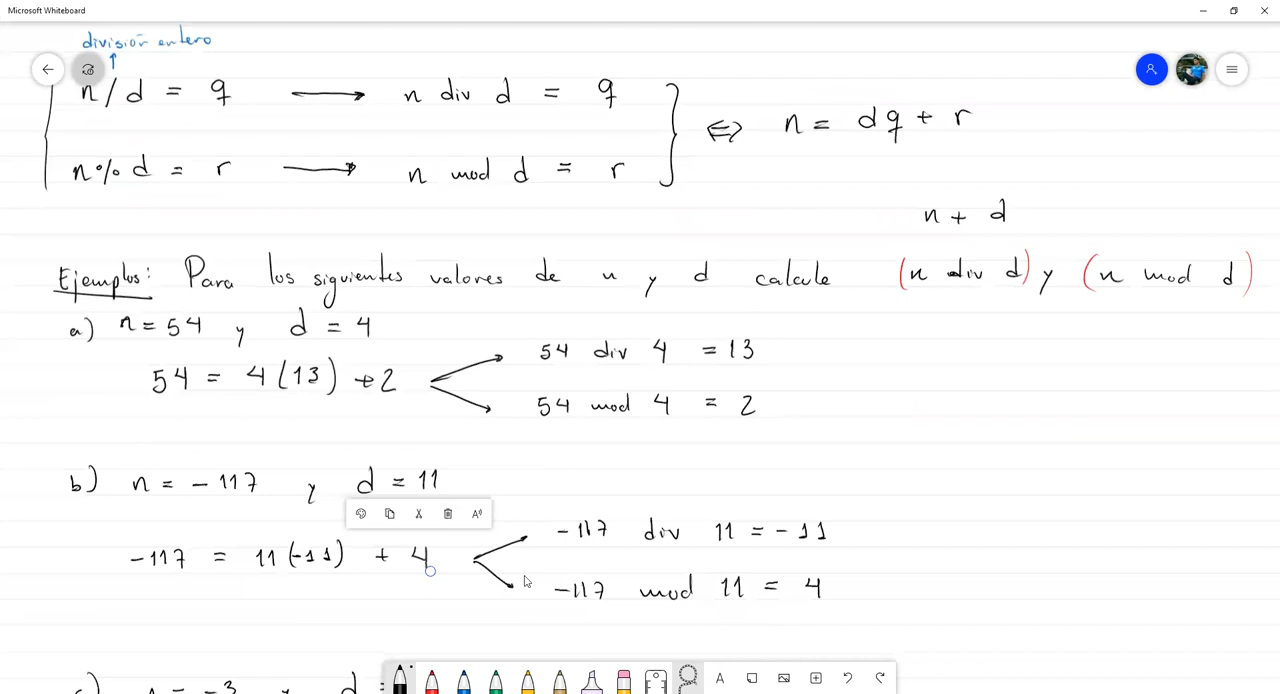 Microsoft Whiteboard
división entero
n/d = q ⟶ n div d = q
n % d = r ⟶ n mod d = r
⇔ n = dq + r
n + d
Ejemplos: Para los siguientes valores de n y d calcule (n div d) y (n mod d)
a) n = 54 y d = 4
54 = 4(13) + 2
54 div 4 = 13
54 mod 4 = 2
b) n = -117 y d = 11
-117 = 11(-11) + 4
-117 div 11 = -11
-117 mod 11 = 4